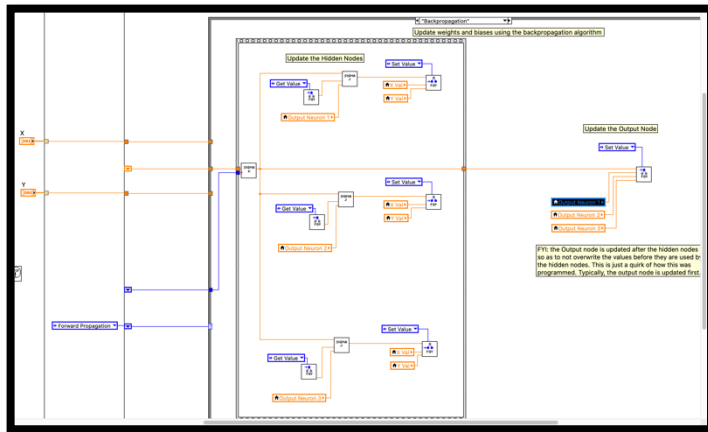 "Backpropagation"
Update weights and biases using the backpropagation algorithm
Update the Hidden Nodes
Set Value
Get Value
X Val
Y Val
Output Neuron 1
X
Update the Output Node
Set Value
Y
Set Value
Get Value
X Val
Y Val
Output Neuron 1
Output Neuron 2
Output Neuron 3
Output Neuron 2
FYI: the Output node is updated after the hidden nodes
so as to not overwrite the values before they are used by
the hidden nodes. This is just a quirk of how this was
programmed. Typically, the output node is updated first.
Forward Propagation
Set Value
Get Value
X Val
Y Val
Output Neuron 3